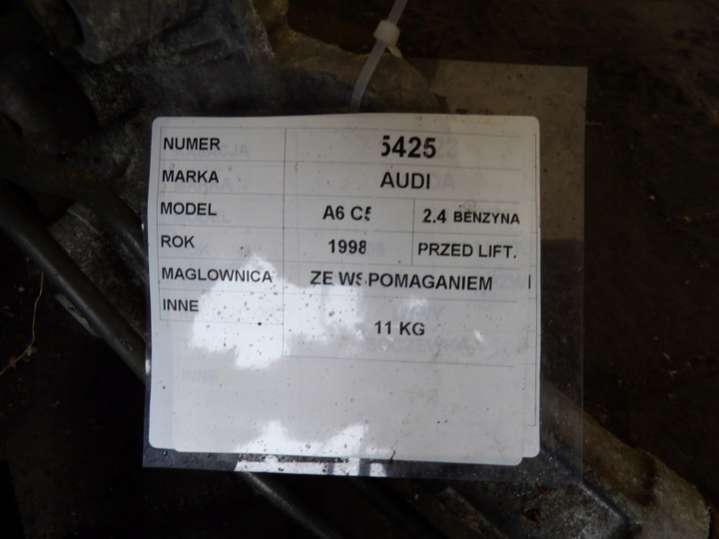 NUMER 5425
MARKA AUDI
MODEL A6 C5 2.4 BENZYNA
ROK 1998 PRZED LIFT.
MAGLOWNICA ZE WSPOMAGANIEM
INNE
11 KG